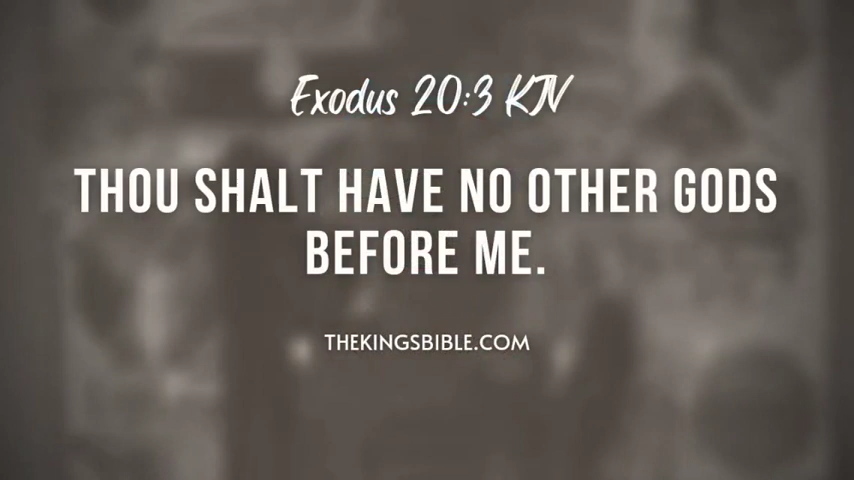 Exodus 20:3 KJV
THOU SHALT HAVE NO OTHER GODS
BEFORE ME.
THEKINGSBIBLE.COM